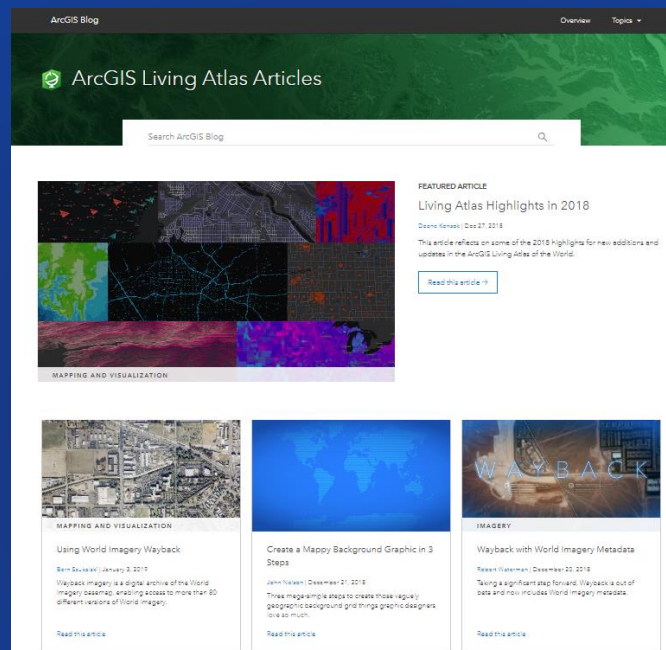 ArcGIS Blog
Overview Topics
ArcGIS Living Atlas Articles
Search ArcGIS Blog
FEATURED ARTICLE
Living Atlas Highlights in 2018
Deane Kensok | Dec 27, 2018
This article reflects on some of the 2018 highlights for new additions and
updates in the ArcGIS Living Atlas of the World.
Read this article →
MAPPING AND VISUALIZATION
MAPPING AND VISUALIZATION
Using World Imagery Wayback
Bern Szukalski | January 3, 2019
Wayback imagery is a digital archive of the World
Imagery basemap, enabling access to more than 80
different versions of World Imagery.
Read this article
Create a Mappy Background Graphic in 3
Steps
John Nelson | December 21, 2018
Three mega-simple steps to create those vaguely
geographic background grid things graphic designers
love so much.
Read this article
WAYBACK
IMAGERY
Wayback with World Imagery Metadata
Robert Waterman | December 20, 2018
Taking a significant step forward, Wayback is out of
beta and now includes World Imagery metadata.
Read this article